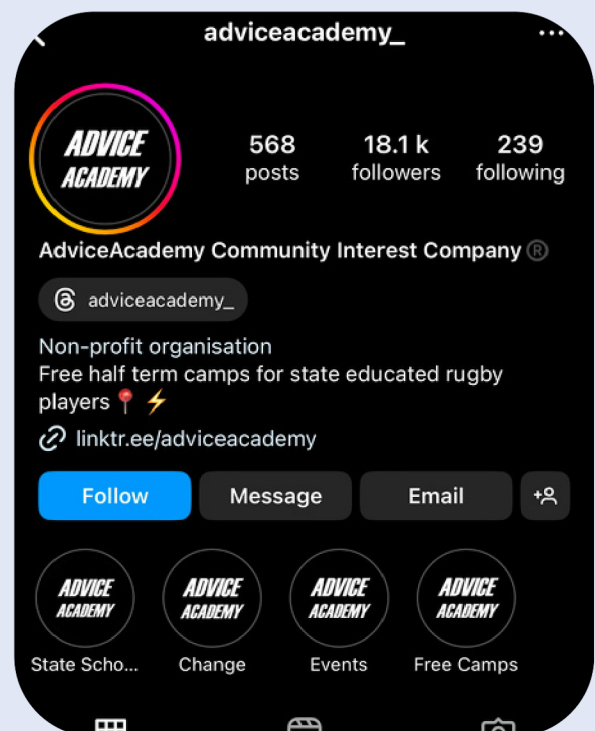 adviceacademy_
ADVICE
ACADEMY
568
posts
18.1 k
followers
239
following
AdviceAcademy Community Interest Company ®
adviceacademy_
Non-profit organisation
Free half term camps for state educated rugby
players 📍 ⚡
linktr.ee/adviceacademy
Follow
Message
Email
ADVICE
ACADEMY
ADVICE
ACADEMY
ADVICE
ACADEMY
ADVICE
ACADEMY
State Scho...
Change
Events
Free Camps